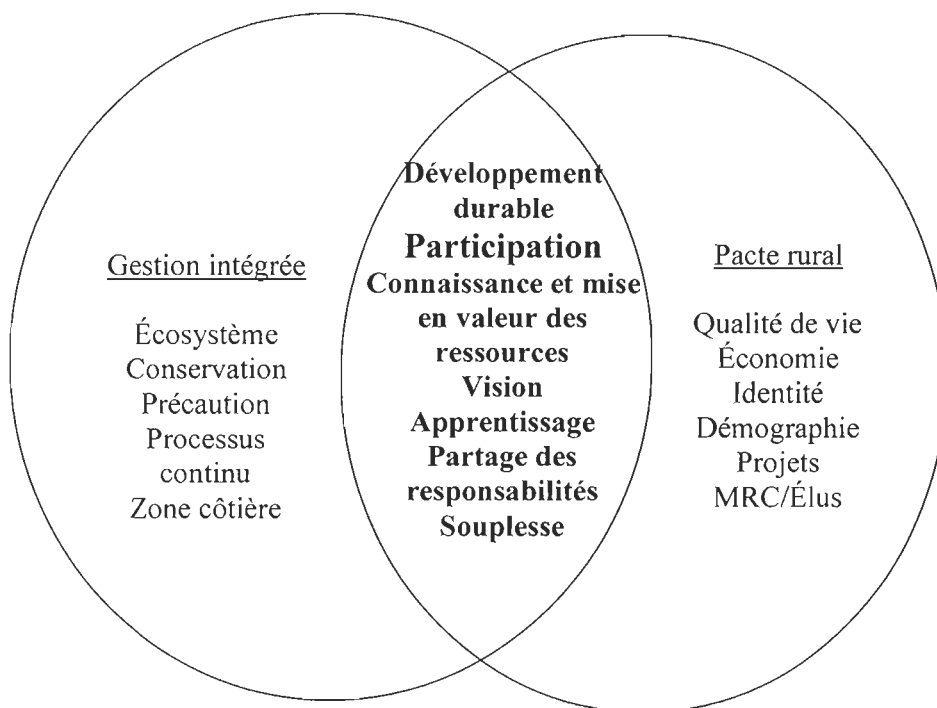 Gestion intégrée
Écosystème
Conservation
Précaution
Processus
continu
Zone côtière
Développement
durable
Participation
Connaissance et mise
en valeur des
ressources
Vision
Apprentissage
Partage des
responsabilités
Souplesse
Pacte rural
Qualité de vie
Économie
Identité
Démographie
Projets
MRC/Élus